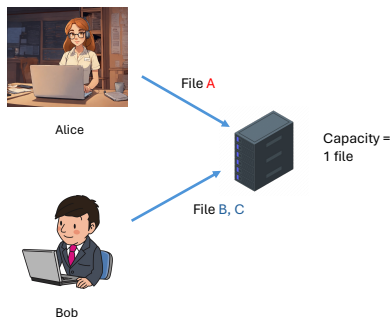 File A
Alice
Capacity =
1 file
File B, C
Bob